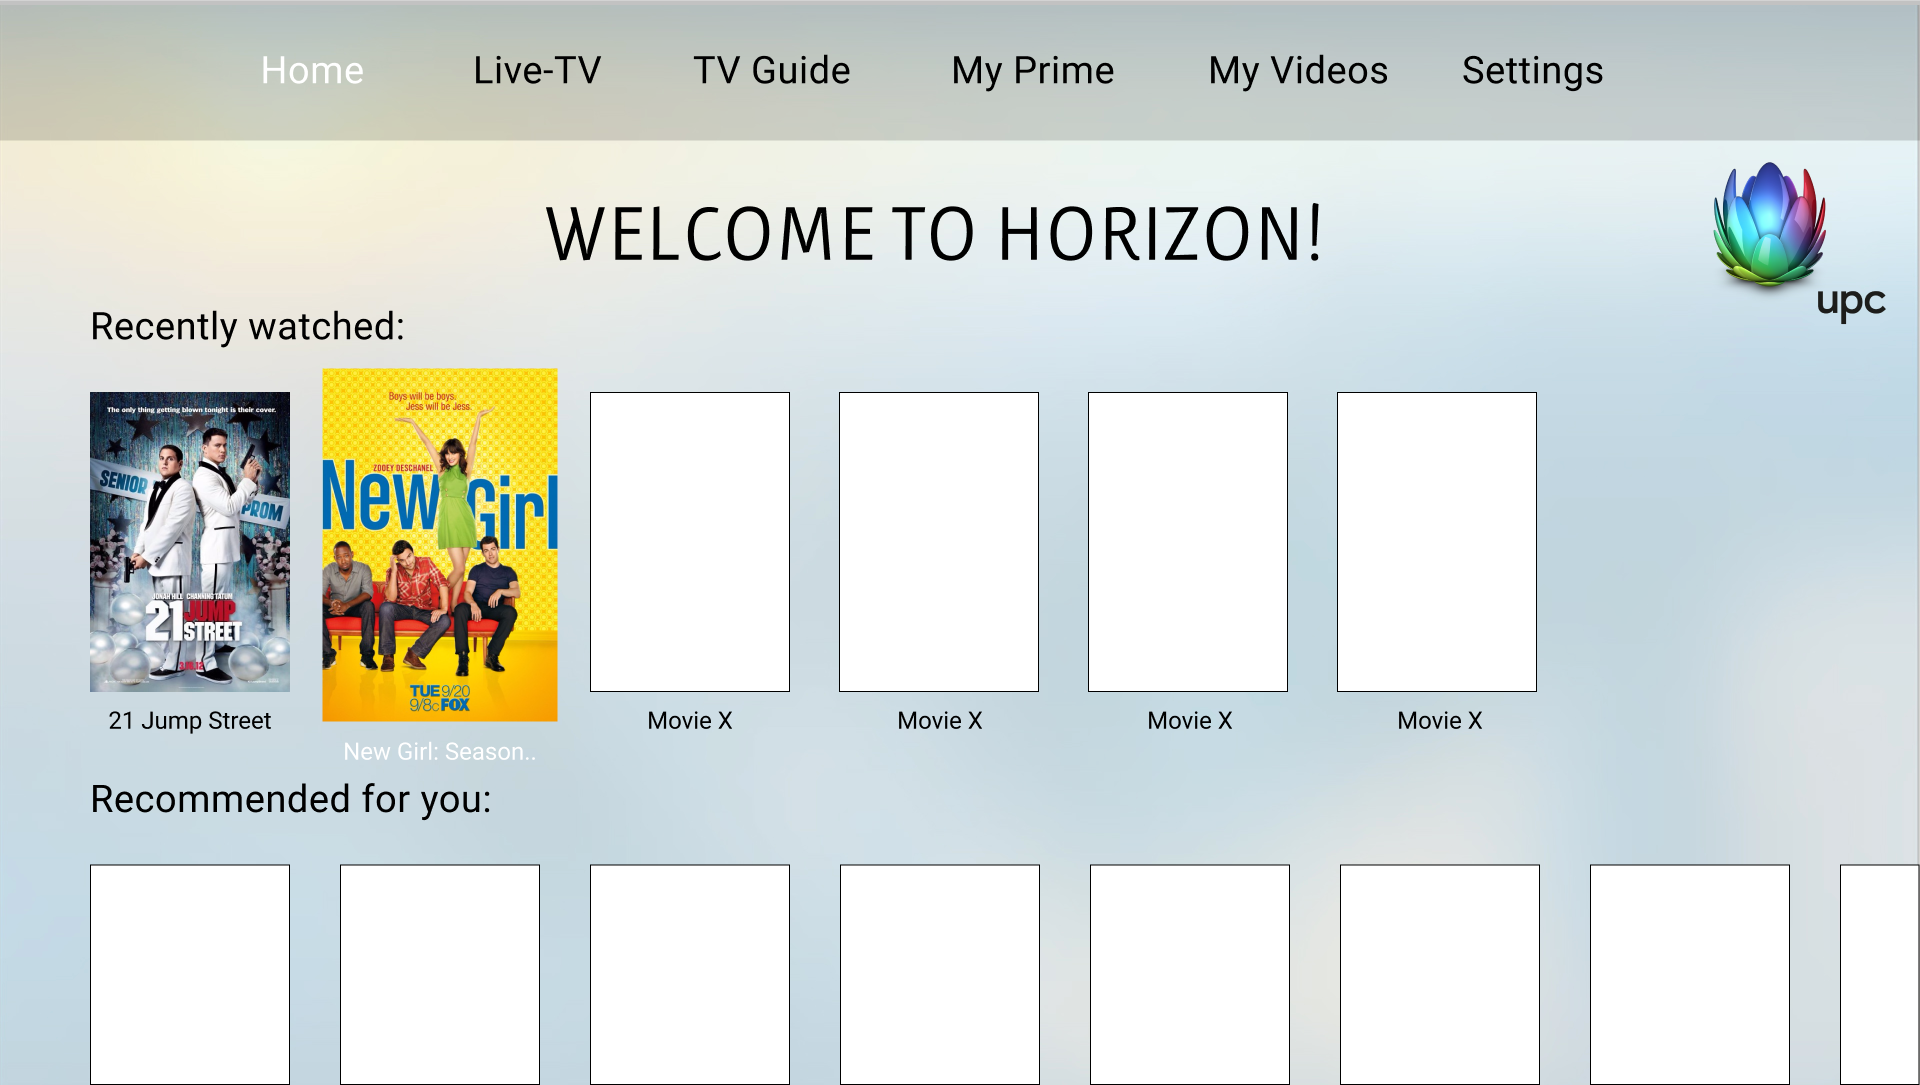 Home Live-TV TV Guide My Prime My Videos Settings
WELCOME TO HORIZON!
upc
Recently watched:
The only thing getting blown tonight is their cover.
SENIOR
PROM
JONAH HILL CHANNING TATUM
21 JUMP
STREET
3.16.12
21 Jump Street
Boys will be boys.
Jess will be Jess.
ZOOEY DESCHANEL
New Girl
TUE 9/20
9/8c FOX
New Girl: Season..
Movie X
Movie X
Movie X
Movie X
Recommended for you: